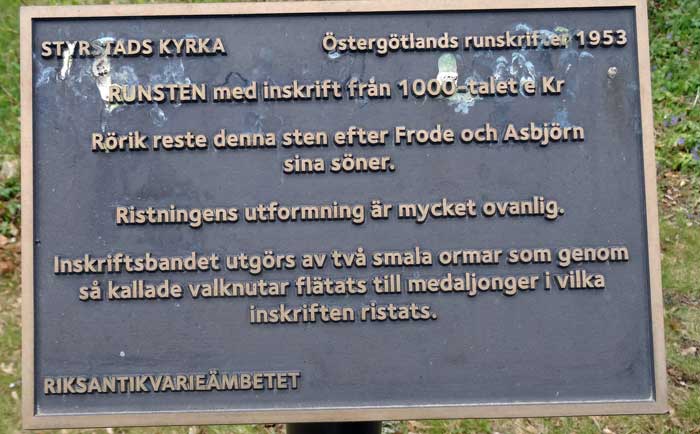 STYRSTADS KYRKA
Östergötlands runskrifter 1953
RUNSTEN med inskrift från 1000-talet e Kr
Rörik reste denna sten efter Frode och Asbjörn
sina söner.
Ristningens utformning är mycket ovanlig.
Inskriftsbandet utgörs av två smala ormar som genom
så kallade valknutar flätats till medaljonger i vilka
inskriften ristats.
RIKSANTIKVARIEÄMBETET